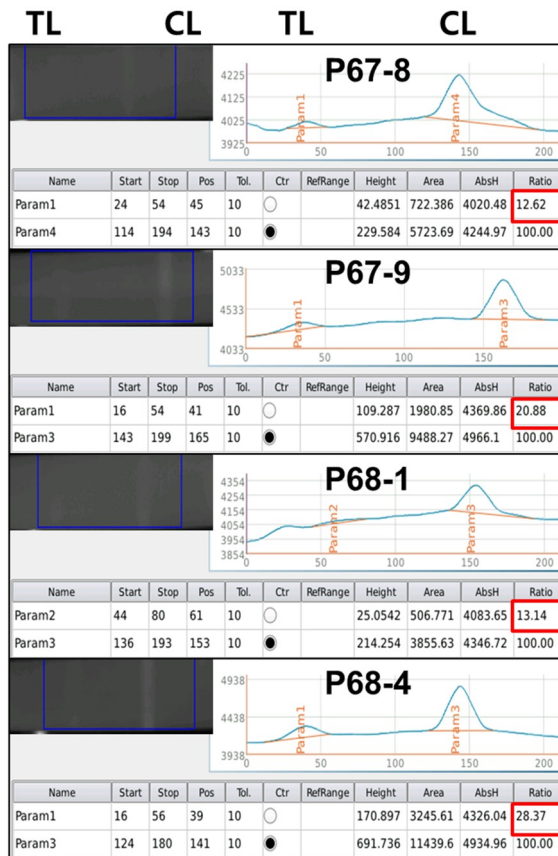 TL CL TL CL
P67-8
4225
4125
4025
3925
Param1
Param4
0 50 100 150 200
Name Start Stop Pos Tol. Ctr RefRange Height Area AbsH Ratio
Param1 24 54 45 10 42.4851 722.386 4020.48 12.62
Param4 114 194 143 10 229.584 5723.69 4244.97 100.00
P67-9
5033
4533
4033
Param1
Param3
0 50 100 150
Name Start Stop Pos Tol. Ctr RefRange Height Area AbsH Ratio
Param1 16 54 41 10 109.287 1980.85 4369.86 20.88
Param3 143 199 165 10 570.916 9488.27 4966.1 100.00
P68-1
4354
4254
4154
4054
3954
3854
Param2
Param3
0 50 100 150 200
Name Start Stop Pos Tol. Ctr RefRange Height Area AbsH Ratio
Param2 44 80 61 10 25.0542 506.771 4083.65 13.14
Param3 136 193 153 10 214.254 3855.63 4346.72 100.00
P68-4
4938
4438
3938
Param1
Param3
0 50 100 150 200
Name Start Stop Pos Tol. Ctr RefRange Height Area AbsH Ratio
Param1 16 56 39 10 170.897 3245.61 4326.04 28.37
Param3 124 180 141 10 691.736 11439.6 4934.96 100.00